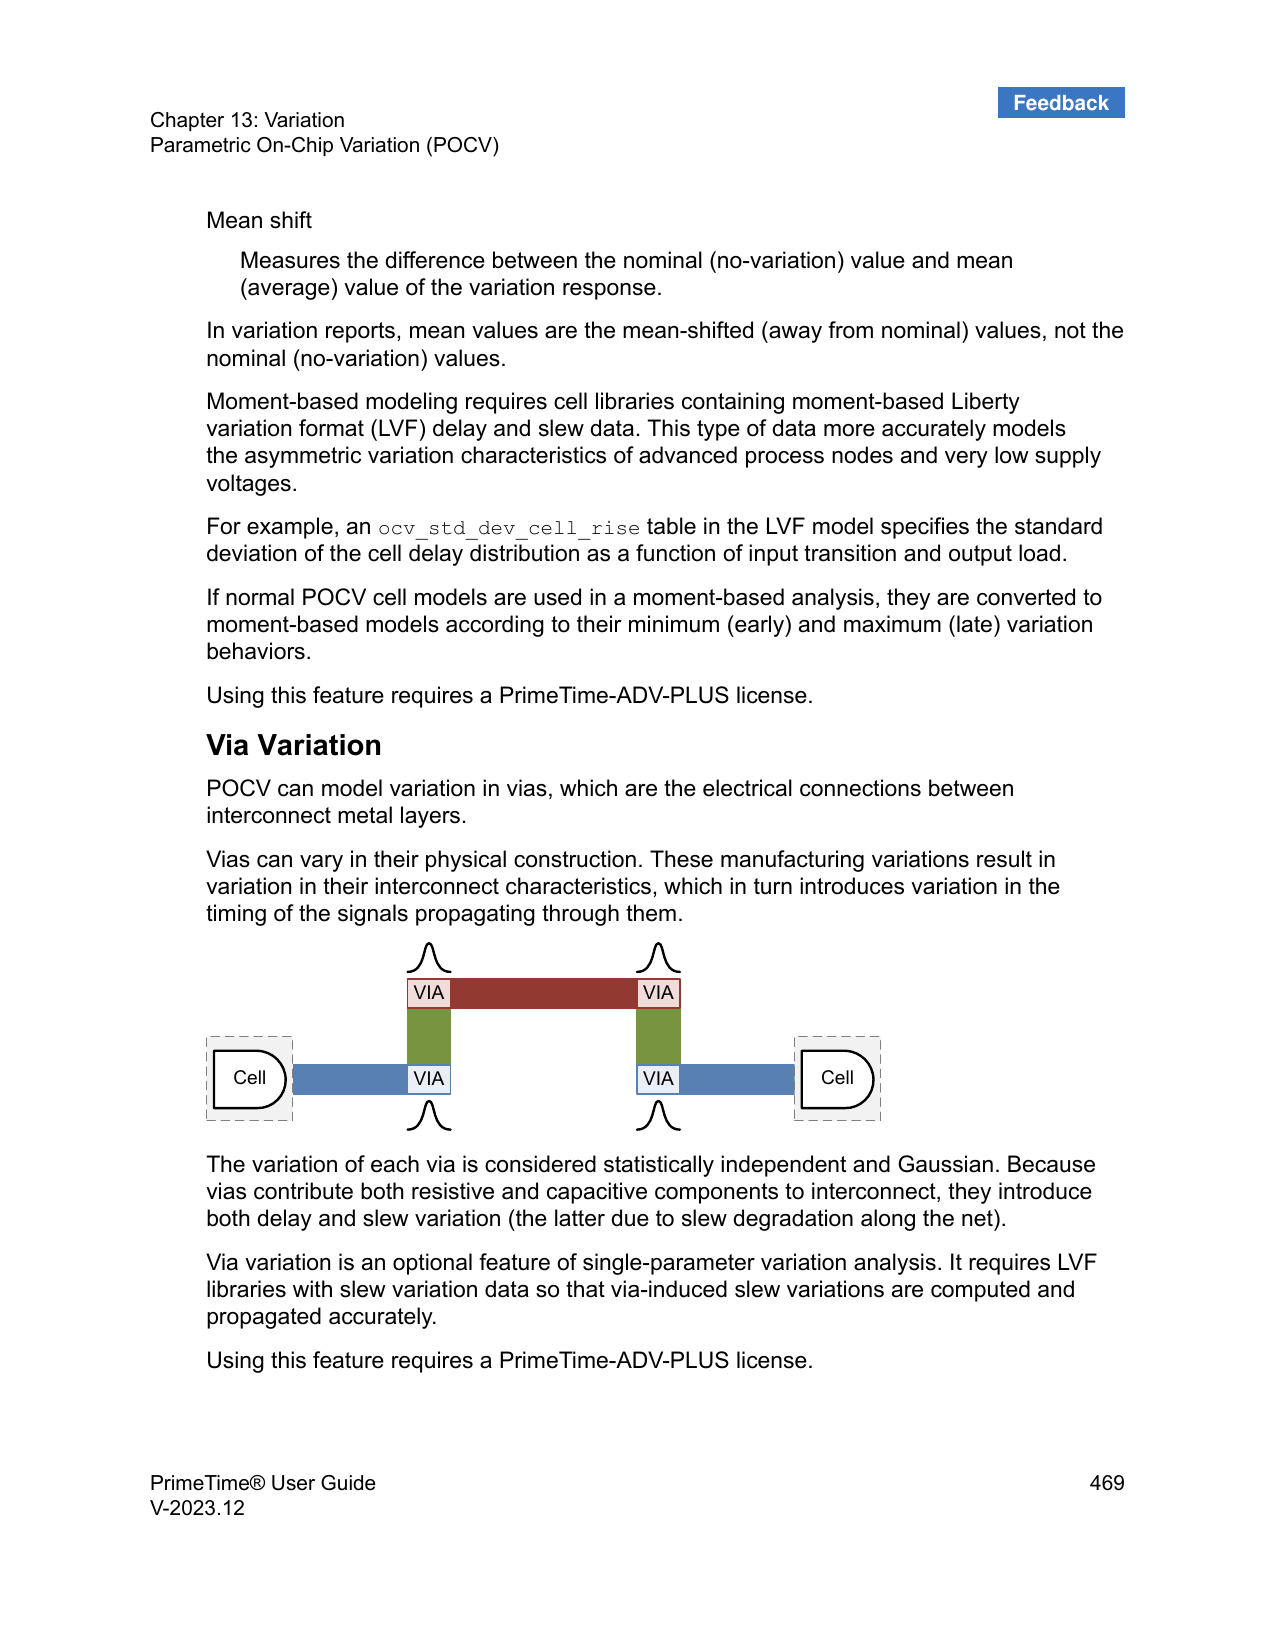 Feedback
Chapter 13: Variation
Parametric On-Chip Variation (POCV)
Mean shift
Measures the difference between the nominal (no-variation) value and mean
(average) value of the variation response.
In variation reports, mean values are the mean-shifted (away from nominal) values, not the
nominal (no-variation) values.
Moment-based modeling requires cell libraries containing moment-based Liberty
variation format (LVF) delay and slew data. This type of data more accurately models
the asymmetric variation characteristics of advanced process nodes and very low supply
voltages.
For example, an ocv_std_dev_cell_rise table in the LVF model specifies the standard
deviation of the cell delay distribution as a function of input transition and output load.
If normal POCV cell models are used in a moment-based analysis, they are converted to
moment-based models according to their minimum (early) and maximum (late) variation
behaviors.
Using this feature requires a PrimeTime-ADV-PLUS license.
Via Variation
POCV can model variation in vias, which are the electrical connections between
interconnect metal layers.
Vias can vary in their physical construction. These manufacturing variations result in
variation in their interconnect characteristics, which in turn introduces variation in the
timing of the signals propagating through them.
VIA VIA
Cell VIA VIA Cell
The variation of each via is considered statistically independent and Gaussian. Because
vias contribute both resistive and capacitive components to interconnect, they introduce
both delay and slew variation (the latter due to slew degradation along the net).
Via variation is an optional feature of single-parameter variation analysis. It requires LVF
libraries with slew variation data so that via-induced slew variations are computed and
propagated accurately.
Using this feature requires a PrimeTime-ADV-PLUS license.
PrimeTime® User Guide 469
V-2023.12